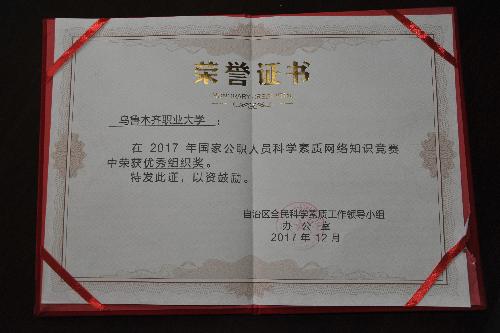 荣誉证书
HONORARY CREDENTIAL
乌鲁木齐职业大学：
在 2017 年国家公职人员科学素质网络知识竞赛
中荣获优秀组织奖。
特发此证，以资鼓励。
自治区全民科学素质工作领导小组
办公室
2017 年 12 月